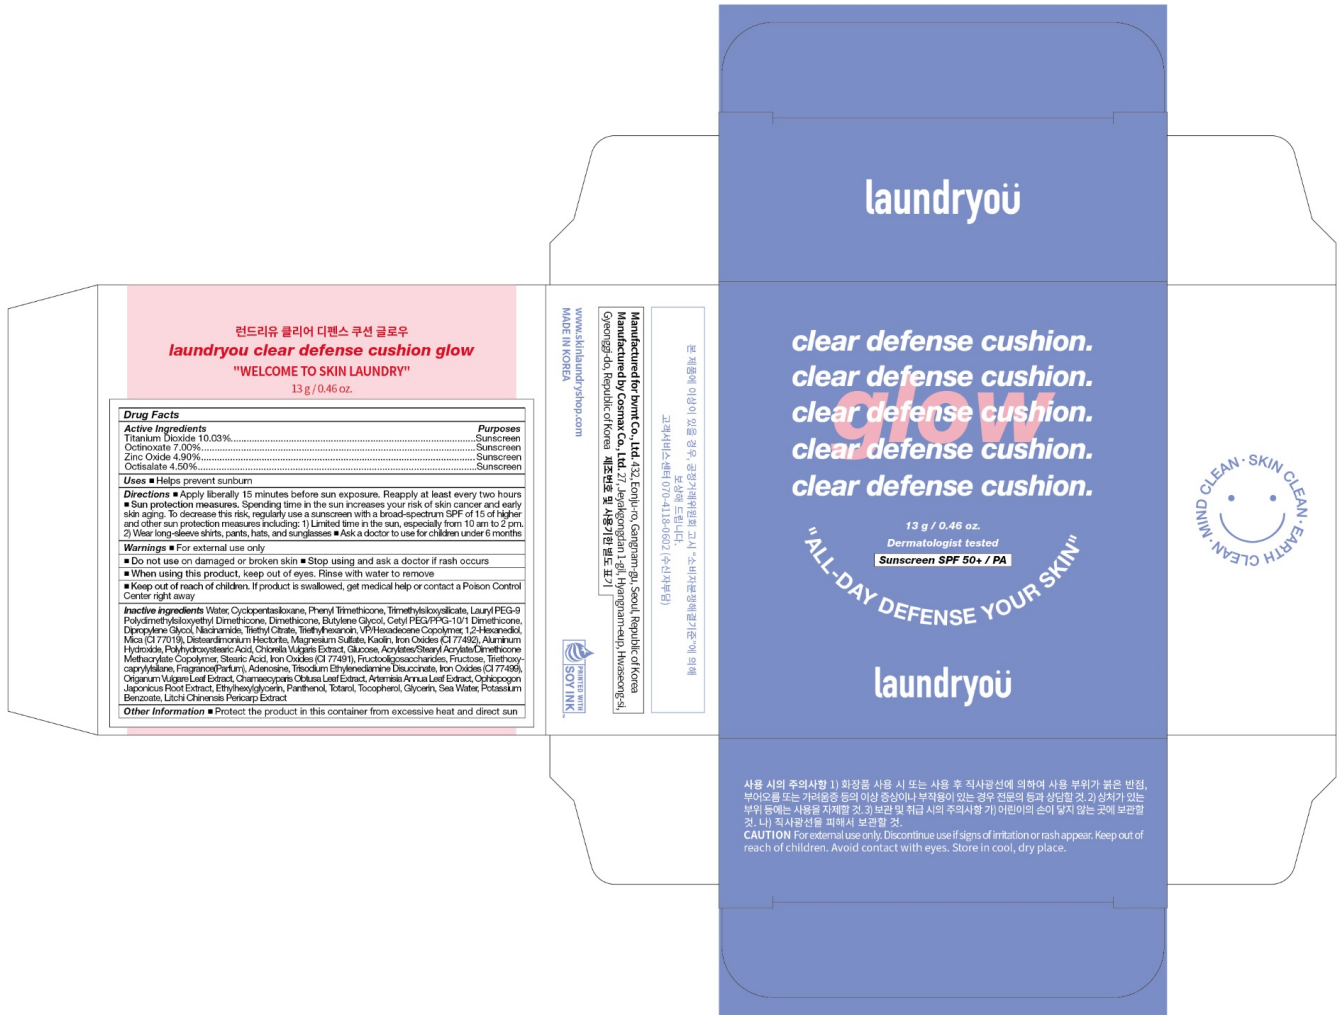 laundryoü
런드리유 클리어 디펜스 쿠션 글로우
laundryou clear defense cushion glow
"WELCOME TO SKIN LAUNDRY"
13 g / 0.46 oz.
Drug Facts
Active Ingredients Purposes
Titanium Dioxide 10.03%....Sunscreen
Octinoxate 7.00%....Sunscreen
Zinc Oxide 4.90%....Sunscreen
Octisalate 4.50%....Sunscreen
Uses ■ Helps prevent sunburn
Directions ■ Apply liberally 15 minutes before sun exposure. Reapply at least every two hours
■ Sun protection measures. Spending time in the sun increases your risk of skin cancer and early
skin aging. To decrease this risk, regularly use a sunscreen with a broad-spectrum SPF of 15 of higher
and other sun protection measures including: 1) Limited time in the sun, especially from 10 am to 2 pm.
2) Wear long-sleeve shirts, pants, hats, and sunglasses ■ Ask a doctor to use for children under 6 months
Warnings ■ For external use only
■ Do not use on damaged or broken skin ■ Stop using and ask a doctor if rash occurs
■ When using this product, keep out of eyes. Rinse with water to remove
■ Keep out of reach of children. If product is swallowed, get medical help or contact a Poison Control
Center right away
Inactive ingredients Water, Cyclopentasiloxane, Phenyl Trimethicone, Trimethylsiloxysilicate, Lauryl PEG-9
Polydimethylsiloxyethyl Dimethicone, Dimethicone, Butylene Glycol, Cetyl PEG/PPG-10/1 Dimethicone,
Dipropylene Glycol, Niacinamide, Triethyl Citrate, Triethylhexanoin, VP/Hexadecene Copolymer, 1,2-Hexanediol,
Mica (CI 77019), Disteardimonium Hectorite, Magnesium Sulfate, Kaolin, Iron Oxides (CI 77492), Aluminum
Hydroxide, Polyhydroxystearic Acid, Chlorella Vulgaris Extract, Glucose, Acrylates/Stearyl Acrylate/Dimethicone
Methacrylate Copolymer, Stearic Acid, Iron Oxides (CI 77491), Fructooligosaccharides, Fructose, Triethoxy-
caprylylsilane, Fragrance(Parfum), Adenosine, Trisodium Ethylenediamine Disuccinate, Iron Oxides (CI 77499),
Origanum Vulgare Leaf Extract, Chamaecyparis Obtusa Leaf Extract, Artemisia Annua Leaf Extract, Ophiopogon
Japonicus Root Extract, Ethylhexylglycerin, Panthenol, Totarol, Tocopherol, Glycerin, Sea Water, Potassium
Benzoate, Litchi Chinensis Pericarp Extract
Other Information ■ Protect the product in this container from excessive heat and direct sun
본 제품에 이상이 있을 경우, 공정거래위원회 고시 "소비자분쟁해결기준"에 의해
보상해 드립니다.
고객서비스센터 070-4118-0602 (수신자부담)
Manufactured for bvmt Co., Ltd. 432, Eonju-ro, Gangnam-gu, Seoul, Republic of Korea
Manufactured by Cosmax Co., Ltd. 27, Jeyakgongdan 1-gil, Hyangnam-eup, Hwaseong-si,
Gyeonggi-do, Republic of Korea 제조번호 및 사용기한 별도 표기
www.skinlaundryshop.com
MADE IN KOREA
PRINTED WITH
SOY INK™
clear defense cushion.
clear defense cushion.
glow
clear defense cushion.
clear defense cushion.
clear defense cushion.
13 g / 0.46 oz.
Dermatologist tested
Sunscreen SPF 50+ / PA
"ALL-DAY DEFENSE YOUR SKIN"
laundryoü
MIND CLEAN · SKIN CLEAN · EARTH CLEAN ·
사용 시의 주의사항 1) 화장품 사용 시 또는 사용 후 직사광선에 의하여 사용 부위가 붉은 반점,
부어오름 또는 가려움증 등의 이상 증상이나 부작용이 있는 경우 전문의 등과 상담할 것. 2) 상처가 있는
부위 등에는 사용을 자제할 것. 3) 보관 및 취급 시의 주의사항 가) 어린이의 손이 닿지 않는 곳에 보관할
것. 나) 직사광선을 피해서 보관할 것.
CAUTION For external use only. Discontinue use if signs of irritation or rash appear. Keep out of
reach of children. Avoid contact with eyes. Store in cool, dry place.